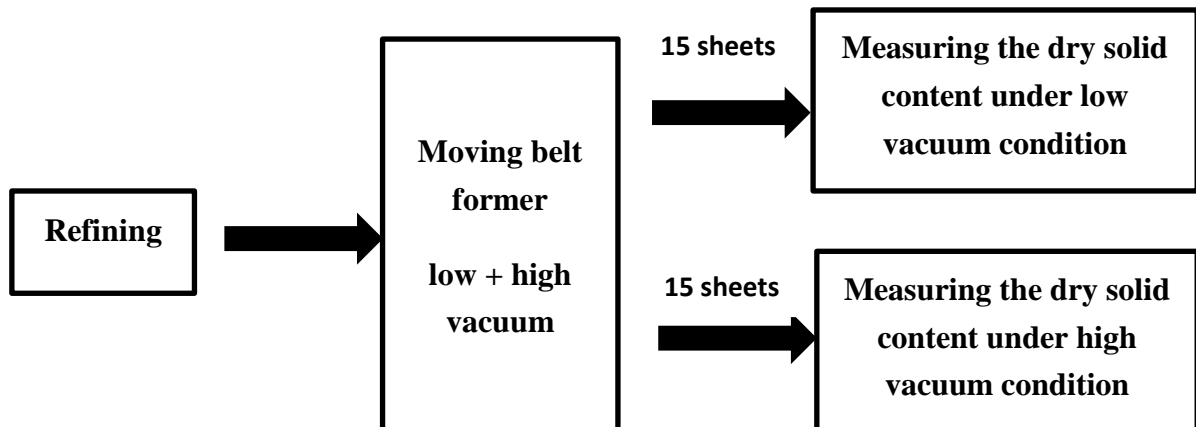 Refining
Moving belt
former
low + high
vacuum
15 sheets
Measuring the dry solid
content under low
vacuum condition
15 sheets
Measuring the dry solid
content under high
vacuum condition